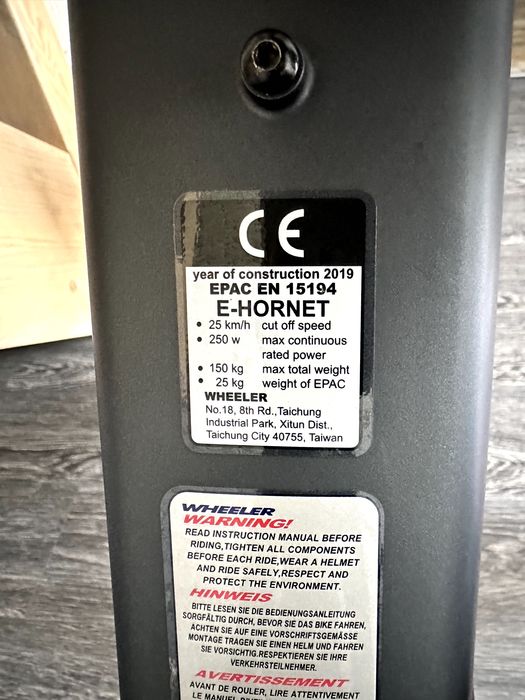 CE
year of construction 2019
EPAC EN 15194
E-HORNET
• 25 km/h cut off speed
• 250 w max continuous
rated power
• 150 kg max total weight
• 25 kg weight of EPAC
WHEELER
No.18, 8th Rd.,Taichung
Industrial Park, Xitun Dist.,
Taichung City 40755, Taiwan
WHEELER
WARNING!
READ INSTRUCTION MANUAL BEFORE
RIDING,TIGHTEN ALL COMPONENTS
BEFORE EACH RIDE,WEAR A HELMET
AND RIDE SAFELY,RESPECT AND
PROTECT THE ENVIRONMENT.
HINWEIS
BITTE LESEN SIE DIE BEDIENUNGSANLEITUNG
SORGFÄLTIG DURCH, BEVOR SIE DAS BIKE FAHREN,
ACHTEN SIE AUF EINE VORSCHRIFTSGEMÄSSE
MONTAGE TRAGEN SIE EINEN HELM UND FAHREN
SIE VORSICHTIG.RESPEKTIEREN SIE IHRE
VERKEHRSTEILNEHMER.
AVERTISSEMENT
AVANT DE ROULER, LIRE ATTENTIVEMENT
LE MANUEL